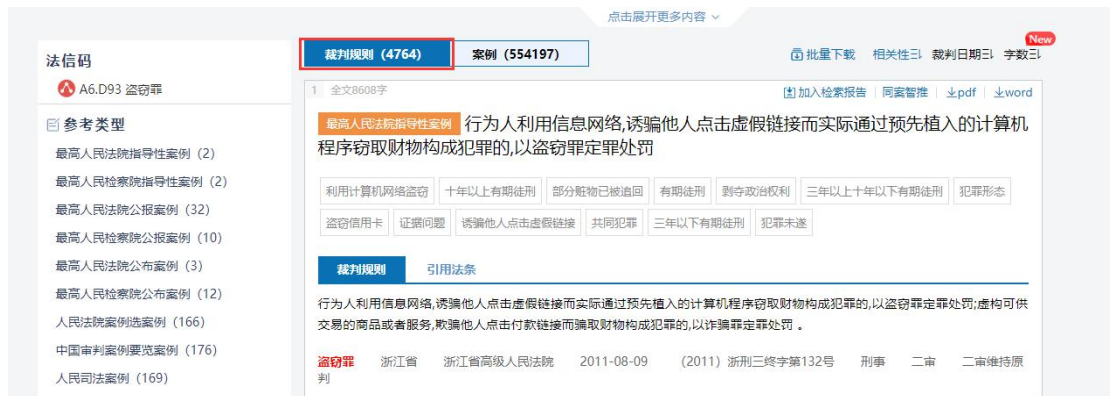 点击展开更多内容
法信码
A6.D93 盗窃罪
参考类型
最高人民法院指导性案例 (2)
最高人民检察院指导性案例 (2)
最高人民法院公报案例 (32)
最高人民检察院公报案例 (10)
最高人民法院公布案例 (3)
最高人民检察院公布案例 (12)
人民法院案例选案例 (166)
中国审判案例要览案例 (176)
人民司法案例 (169)
裁判规则 (4764) 案例 (554197)
批量下载 相关性 裁判日期 字数 New
1 全文8608字 加入检索报告 同案智推 pdf word
最高人民法院指导性案例 行为人利用信息网络,诱骗他人点击虚假链接而实际通过预先植入的计算机
程序窃取财物构成犯罪的,以盗窃罪定罪处罚
利用计算机网络盗窃 十年以上有期徒刑 部分赃物已被追回 有期徒刑 剥夺政治权利 三年以上十年以下有期徒刑 犯罪形态
盗窃信用卡 证据问题 诱骗他人点击虚假链接 共同犯罪 三年以下有期徒刑 犯罪未遂
裁判规则 引用法条
行为人利用信息网络,诱骗他人点击虚假链接而实际通过预先植入的计算机程序窃取财物构成犯罪的,以盗窃罪定罪处罚;虚构可供
交易的商品或者服务,欺骗他人点击付款链接而骗取财物构成犯罪的,以诈骗罪定罪处罚 。
盗窃罪 浙江省 浙江省高级人民法院 2011-08-09 (2011) 浙刑三终字第132号 刑事 二审 二审维持原
判